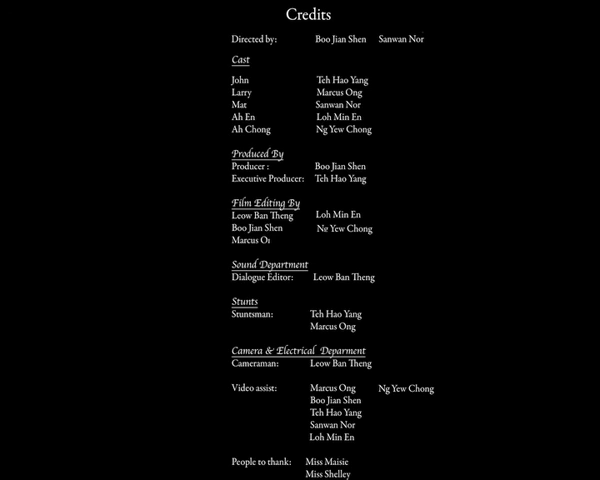 Credits
Directed by: Boo Jian Shen Sanwan Nor
Cast
John Teh Hao Yang
Larry Marcus Ong
Mat Sanwan Nor
Ah En Loh Min En
Ah Chong Ng Yew Chong
Produced By
Producer : Boo Jian Shen
Executive Producer: Teh Hao Yang
Film Editing By
Leow Ban Theng Loh Min En
Boo Jian Shen Ng Yew Chong
Marcus On
Sound Department
Dialogue Editor: Leow Ban Theng
Stunts
Stuntsman: Teh Hao Yang
Marcus Ong
Camera & Electrical Deparment
Cameraman: Leow Ban Theng
Video assist: Marcus Ong Ng Yew Chong
Boo Jian Shen
Teh Hao Yang
Sanwan Nor
Loh Min En
People to thank: Miss Maisie
Miss Shelley